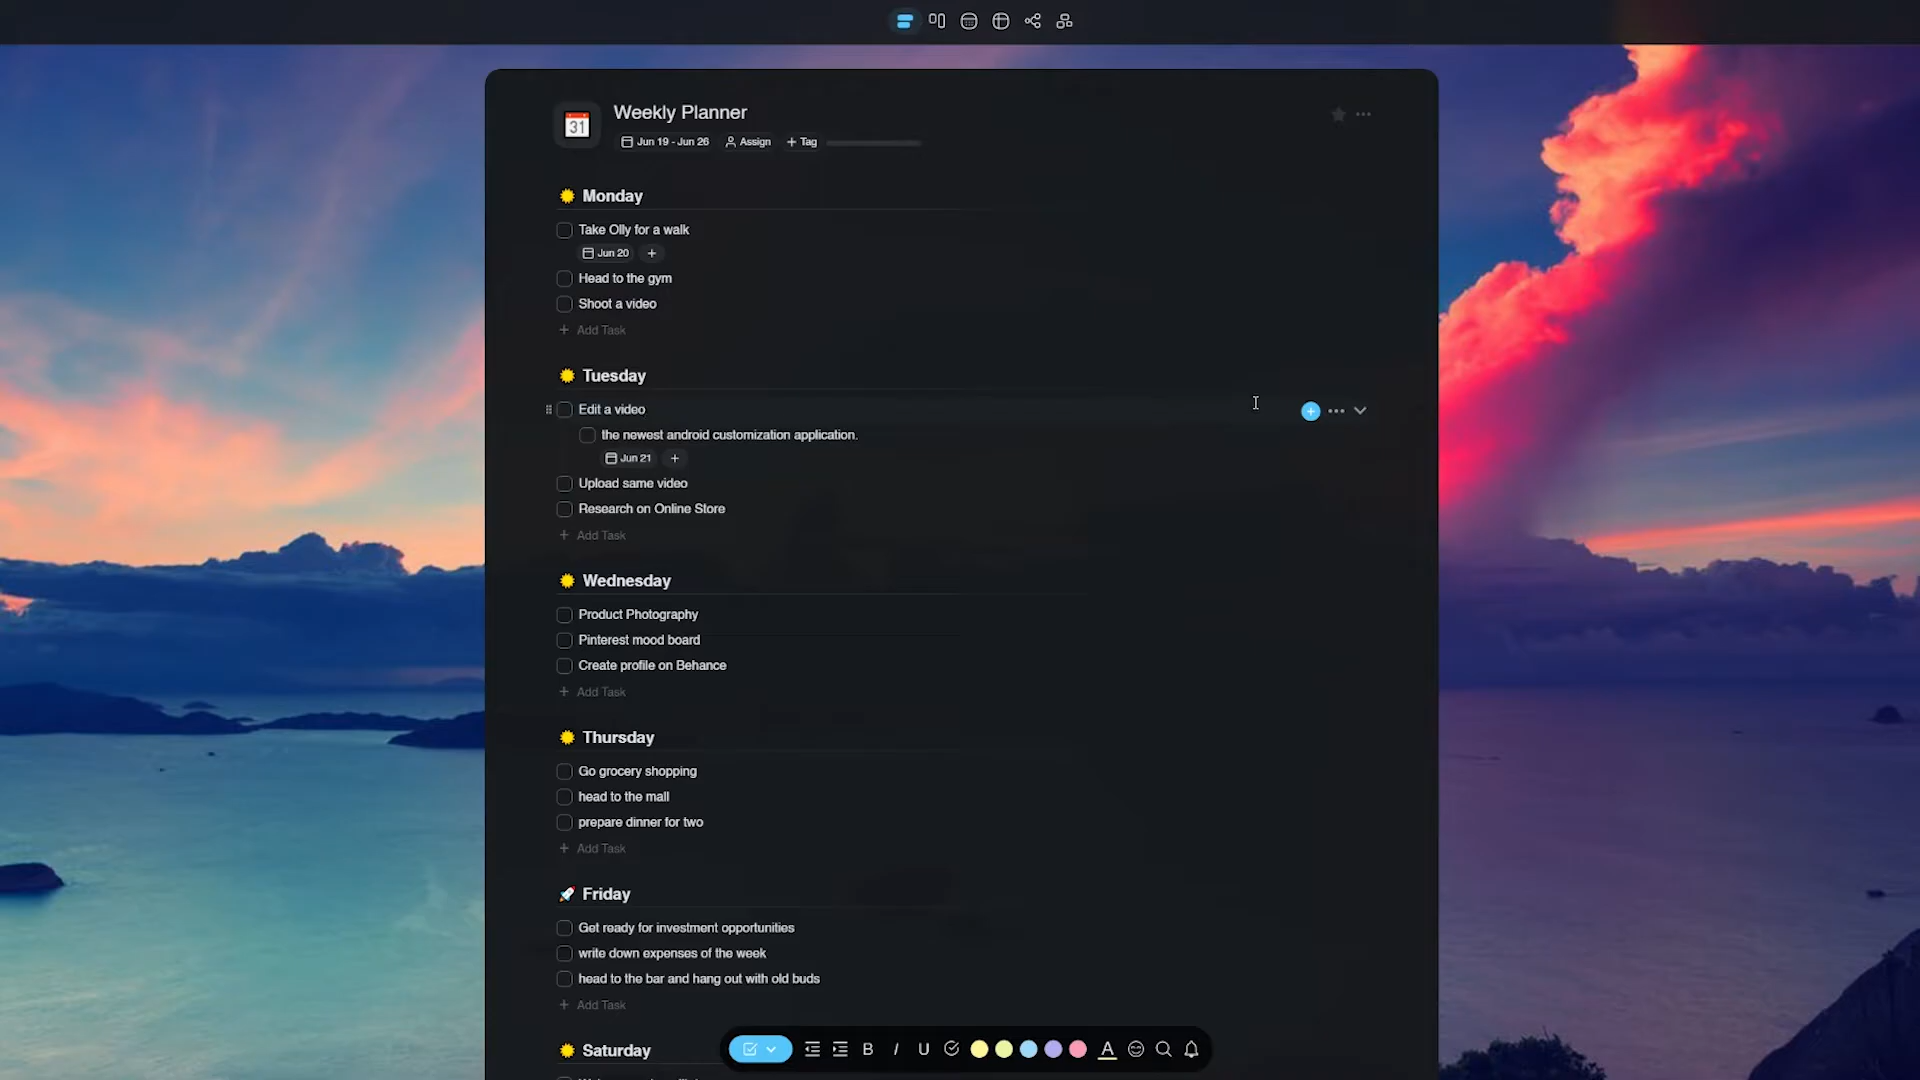 31
Weekly Planner
Jun 19 - Jun 26 Assign + Tag
Monday
Take Olly for a walk
Jun 20 +
Head to the gym
Shoot a video
+ Add Task
Tuesday
Edit a video
the newest android customization application.
Jun 21 +
Upload same video
Research on Online Store
+ Add Task
Wednesday
Product Photography
Pinterest mood board
Create profile on Behance
+ Add Task
Thursday
Go grocery shopping
head to the mall
prepare dinner for two
+ Add Task
Friday
Get ready for investment opportunities
write down expenses of the week
head to the bar and hang out with old buds
+ Add Task
Saturday
B I U A